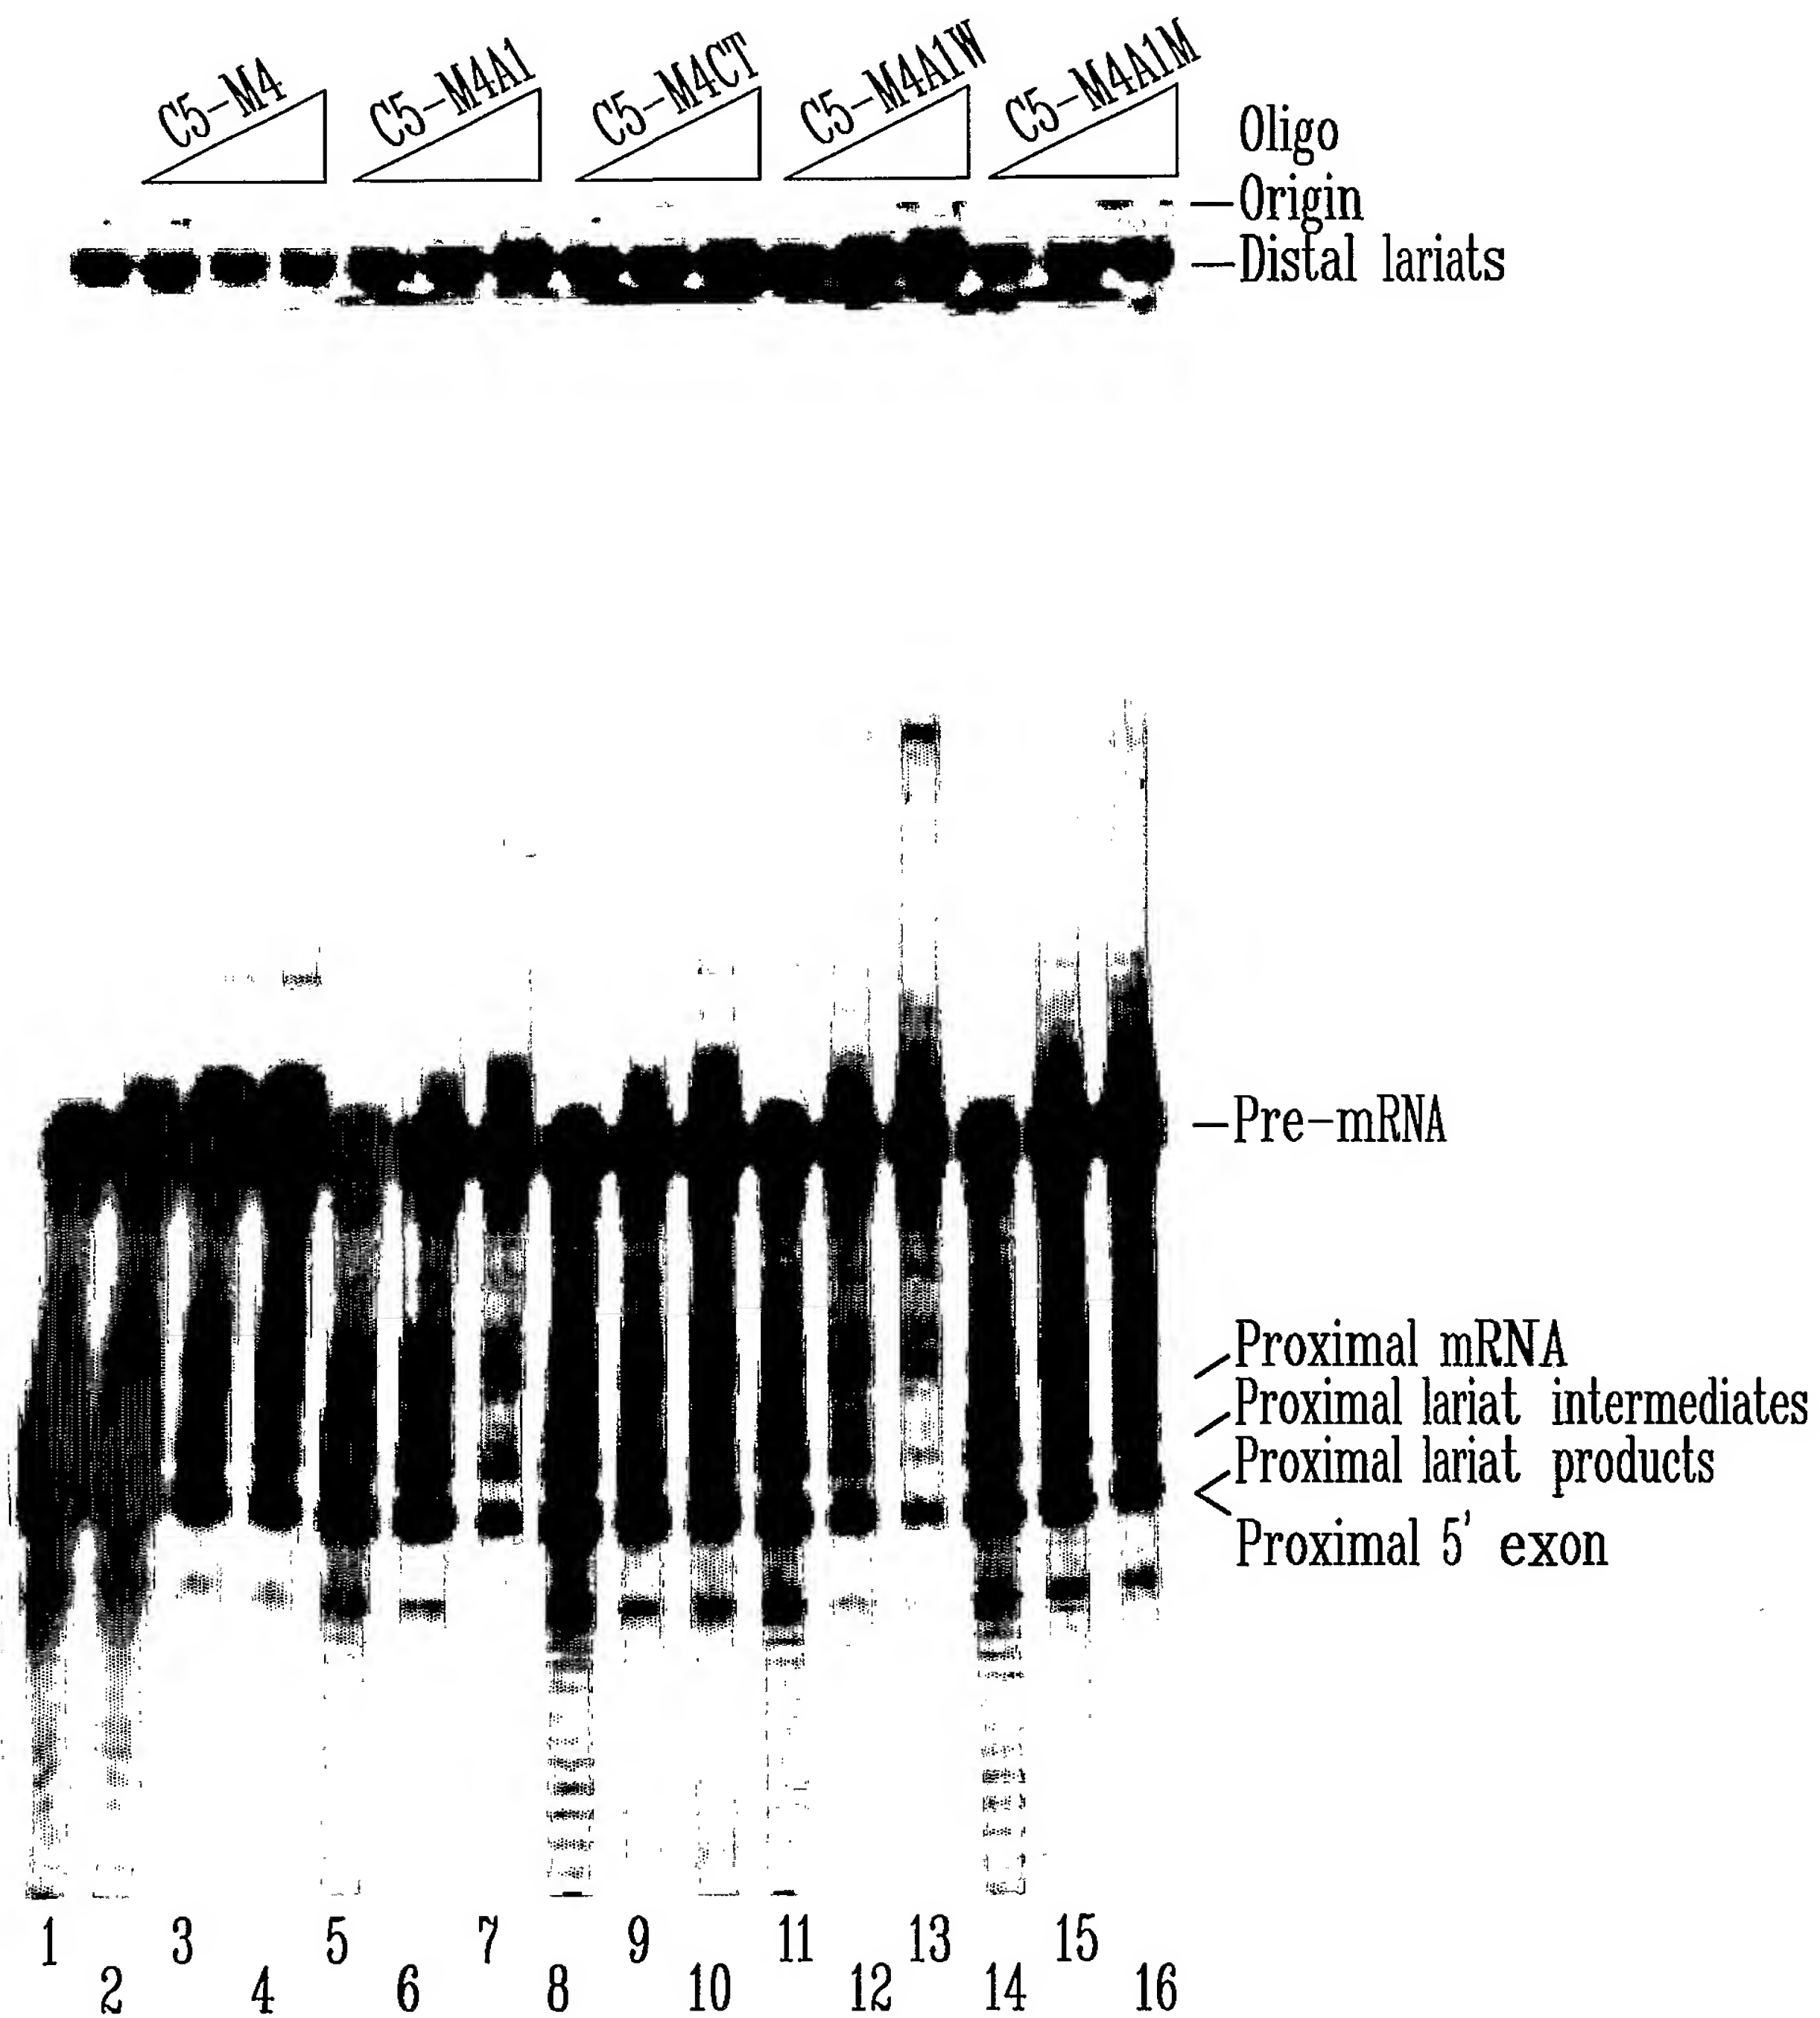 C5-M4 C5-M4A1 C5-M4CT C5-M4A1W C5-M4A1M
Oligo
Origin
Distal lariats
Pre-mRNA
Proximal mRNA
Proximal lariat intermediates
Proximal lariat products
Proximal 5' exon
1 3 5 7 9 11 13 15
2 4 6 8 10 12 14 16